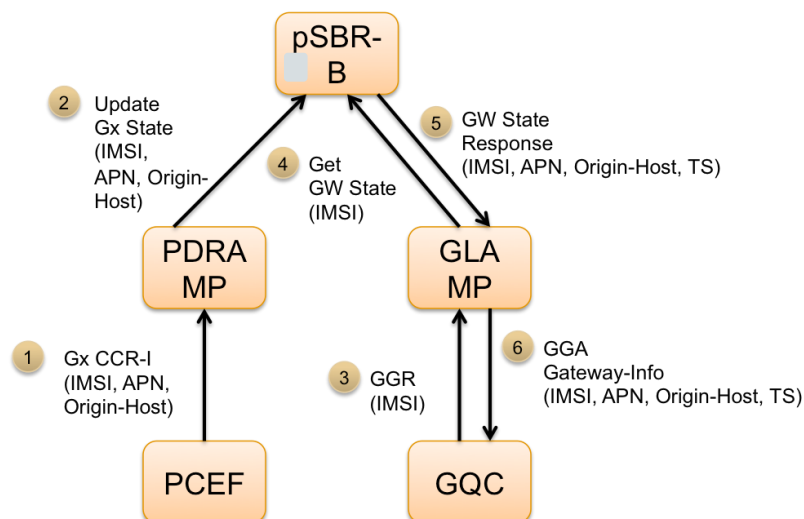 pSBR-
B
2
Update
Gx State
(IMSI,
APN, Origin-
Host)
4
Get
GW State
(IMSI)
5
GW State
Response
(IMSI, APN, Origin-Host, TS)
PDRA
MP
GLA
MP
1
Gx CCR-I
(IMSI, APN,
Origin-Host)
3
GGR
(IMSI)
6
GGA
Gateway-Info
(IMSI, APN, Origin-Host, TS)
PCEF
GQC